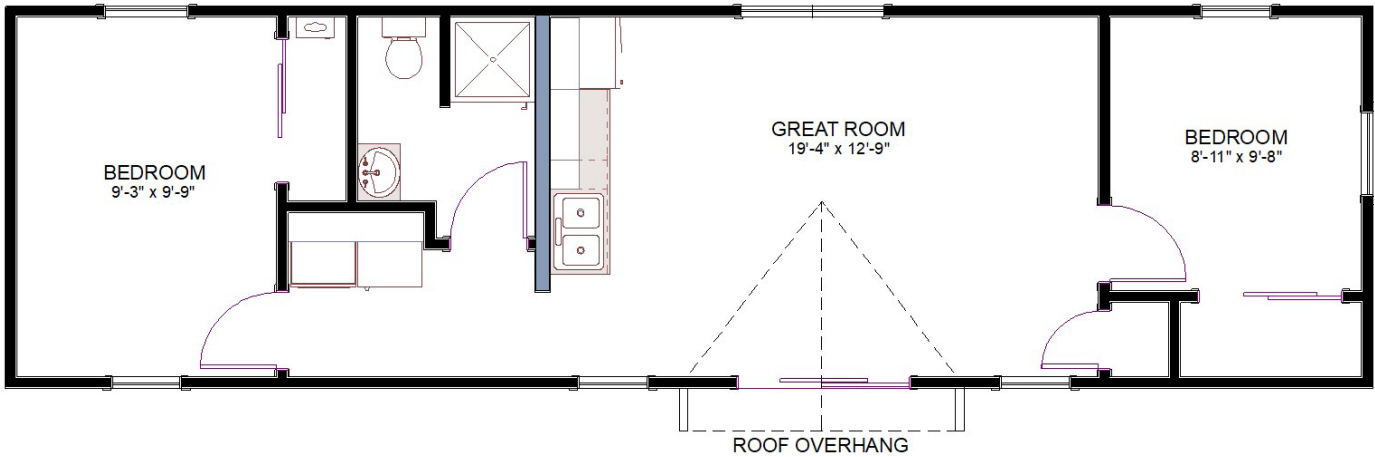 BEDROOM
9'-3" x 9'-9"
GREAT ROOM
19'-4" x 12'-9"
BEDROOM
8'-11" x 9'-8"
ROOF OVERHANG